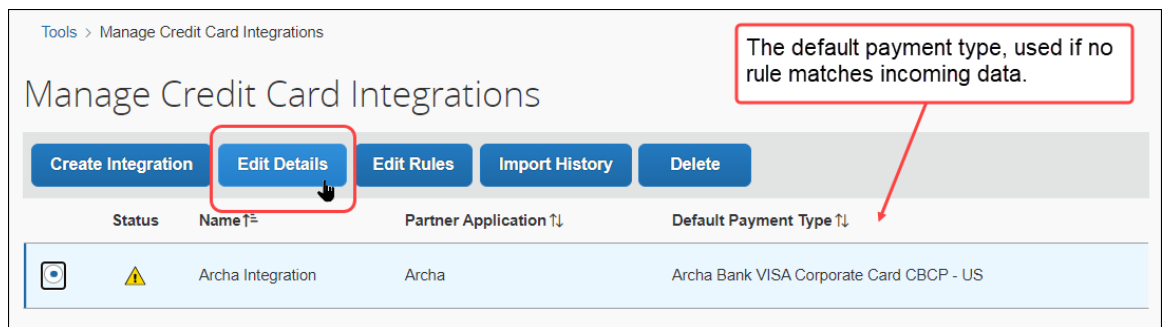 Tools > Manage Credit Card Integrations
The default payment type, used if no
rule matches incoming data.
Manage Credit Card Integrations
Create Integration Edit Details Edit Rules Import History Delete
Status Name Partner Application Default Payment Type
Archa Integration Archa Archa Bank VISA Corporate Card CBCP - US